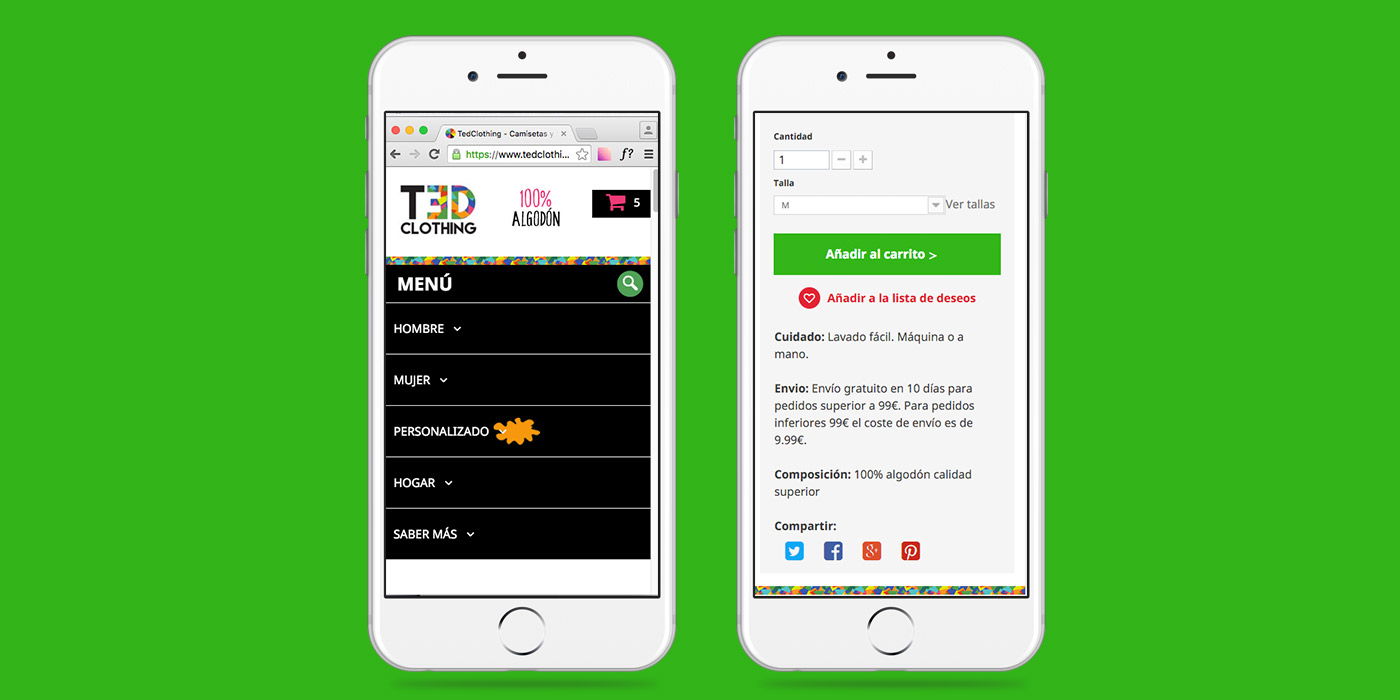 TedClothing - Camisetas y
https://www.tedclothi... f?
TED
CLOTHING
100%
ALGODÓN
5
MENÚ
HOMBRE
MUJER
PERSONALIZADO
HOGAR
SABER MÁS
Cantidad
1 − +
Talla
M Ver tallas
Añadir al carrito >
Añadir a la lista de deseos
Cuidado: Lavado fácil. Máquina o a
mano.
Envio: Envío gratuito en 10 días para
pedidos superior a 99€. Para pedidos
inferiores 99€ el coste de envío es de
9.99€.
Composición: 100% algodón calidad
superior
Compartir: